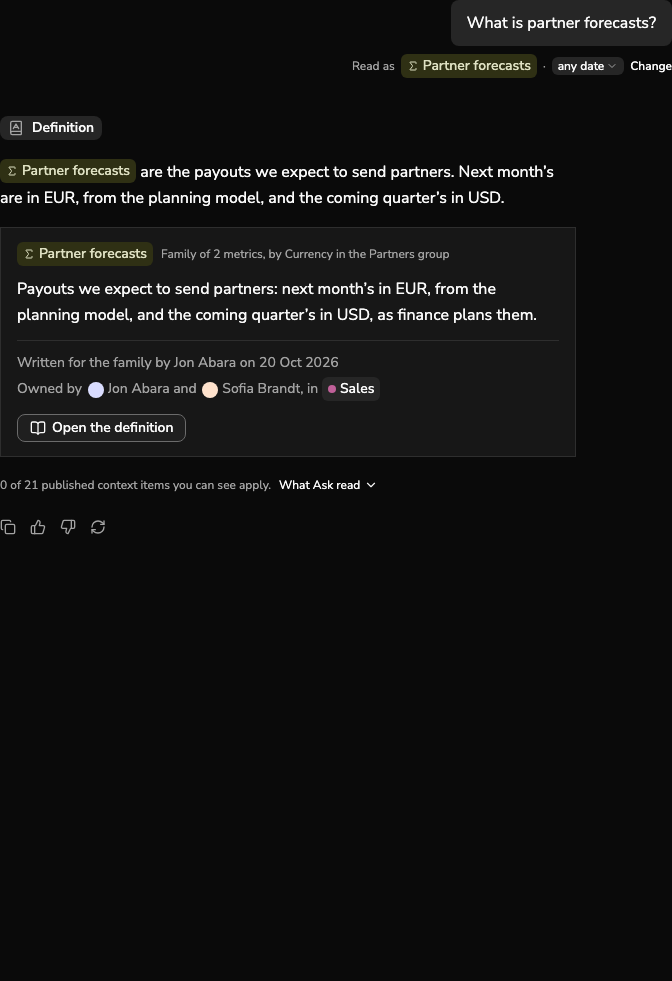 What is partner forecasts?
Read as Σ Partner forecasts · any date Change
Definition
Σ Partner forecasts are the payouts we expect to send partners. Next month's
are in EUR, from the planning model, and the coming quarter's in USD.
Σ Partner forecasts Family of 2 metrics, by Currency in the Partners group
Payouts we expect to send partners: next month's in EUR, from the
planning model, and the coming quarter's in USD, as finance plans them.
Written for the family by Jon Abara on 20 Oct 2026
Owned by Jon Abara and Sofia Brandt, in Sales
Open the definition
0 of 21 published context items you can see apply. What Ask read